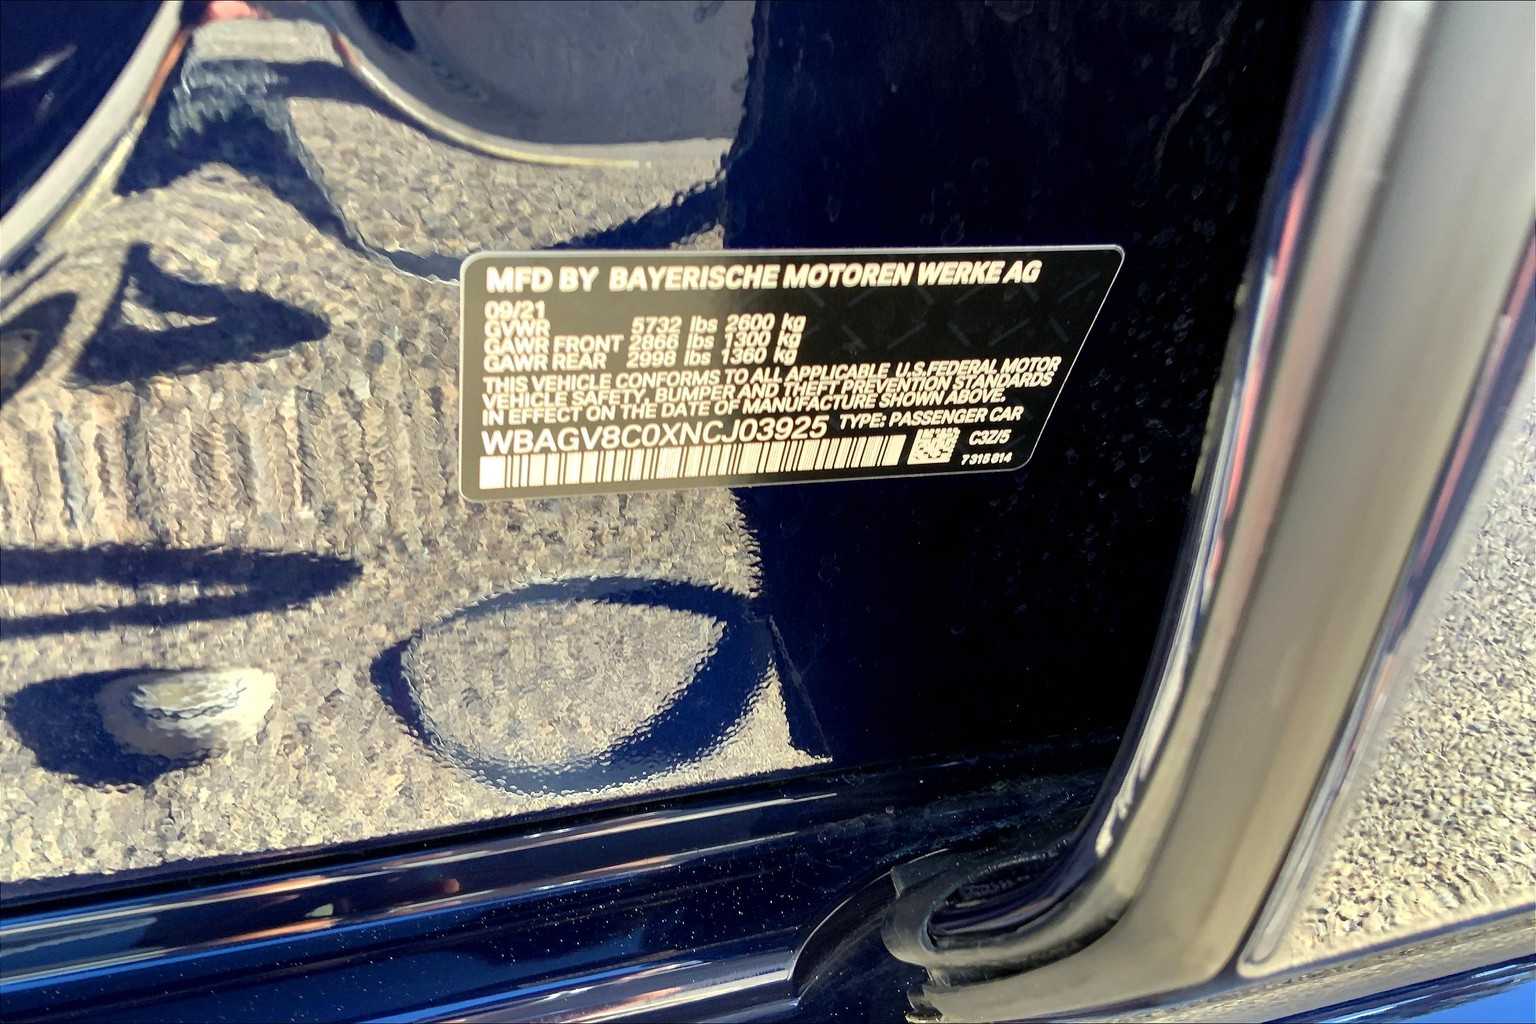 MFD BY BAYERISCHE MOTOREN WERKE AG
09/21
GVWR 5732 lbs 2600 kg
GAWR FRONT 2866 lbs 1300 kg
GAWR REAR 2998 lbs 1360 kg
THIS VEHICLE CONFORMS TO ALL APPLICABLE U.S.FEDERAL MOTOR
VEHICLE SAFETY, BUMPER AND THEFT PREVENTION STANDARDS
IN EFFECT ON THE DATE OF MANUFACTURE SHOWN ABOVE.
WBAGV8C0XNCJ03925 TYPE: PASSENGER CAR
C3Z/5
7315814